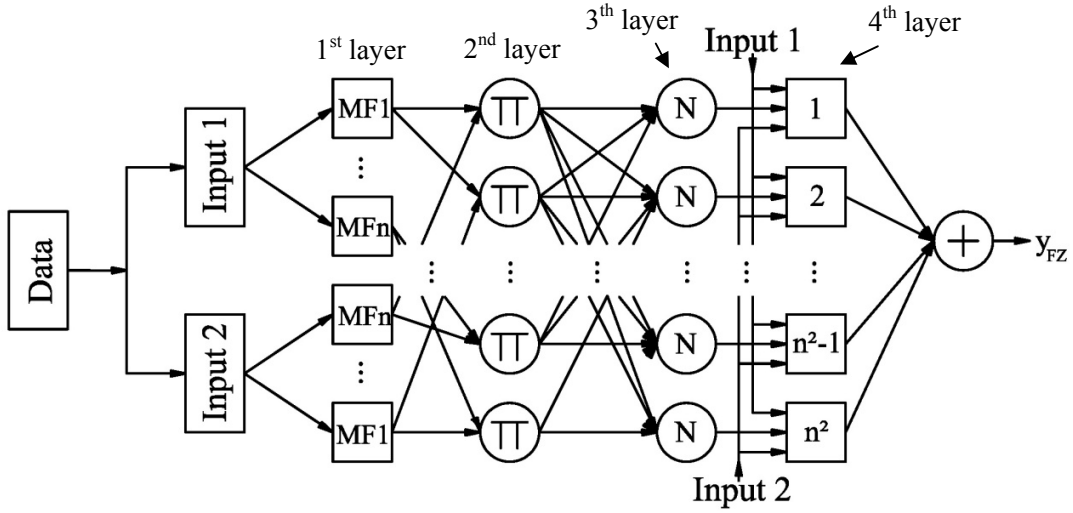 1st layer
2nd layer
3th layer
4th layer
Input 1
Data
Input 1
Input 2
MF1
...
MFn
MFn
...
MF1
∏
∏
...
∏
∏
...
...
N
N
...
N
N
1
2
...
n²-1
n²
Input 2
+
yFZ